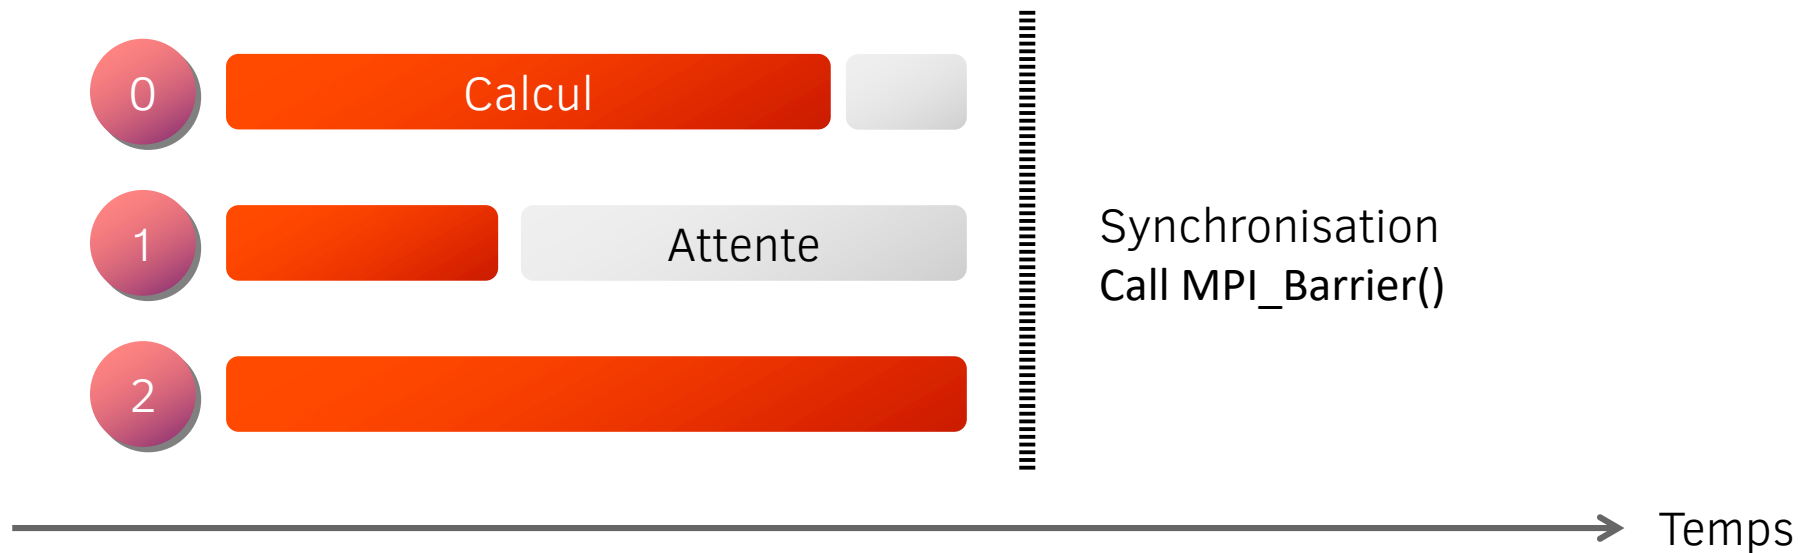 0
Calcul
1
Attente
2
Synchronisation
Call MPI_Barrier()
Temps